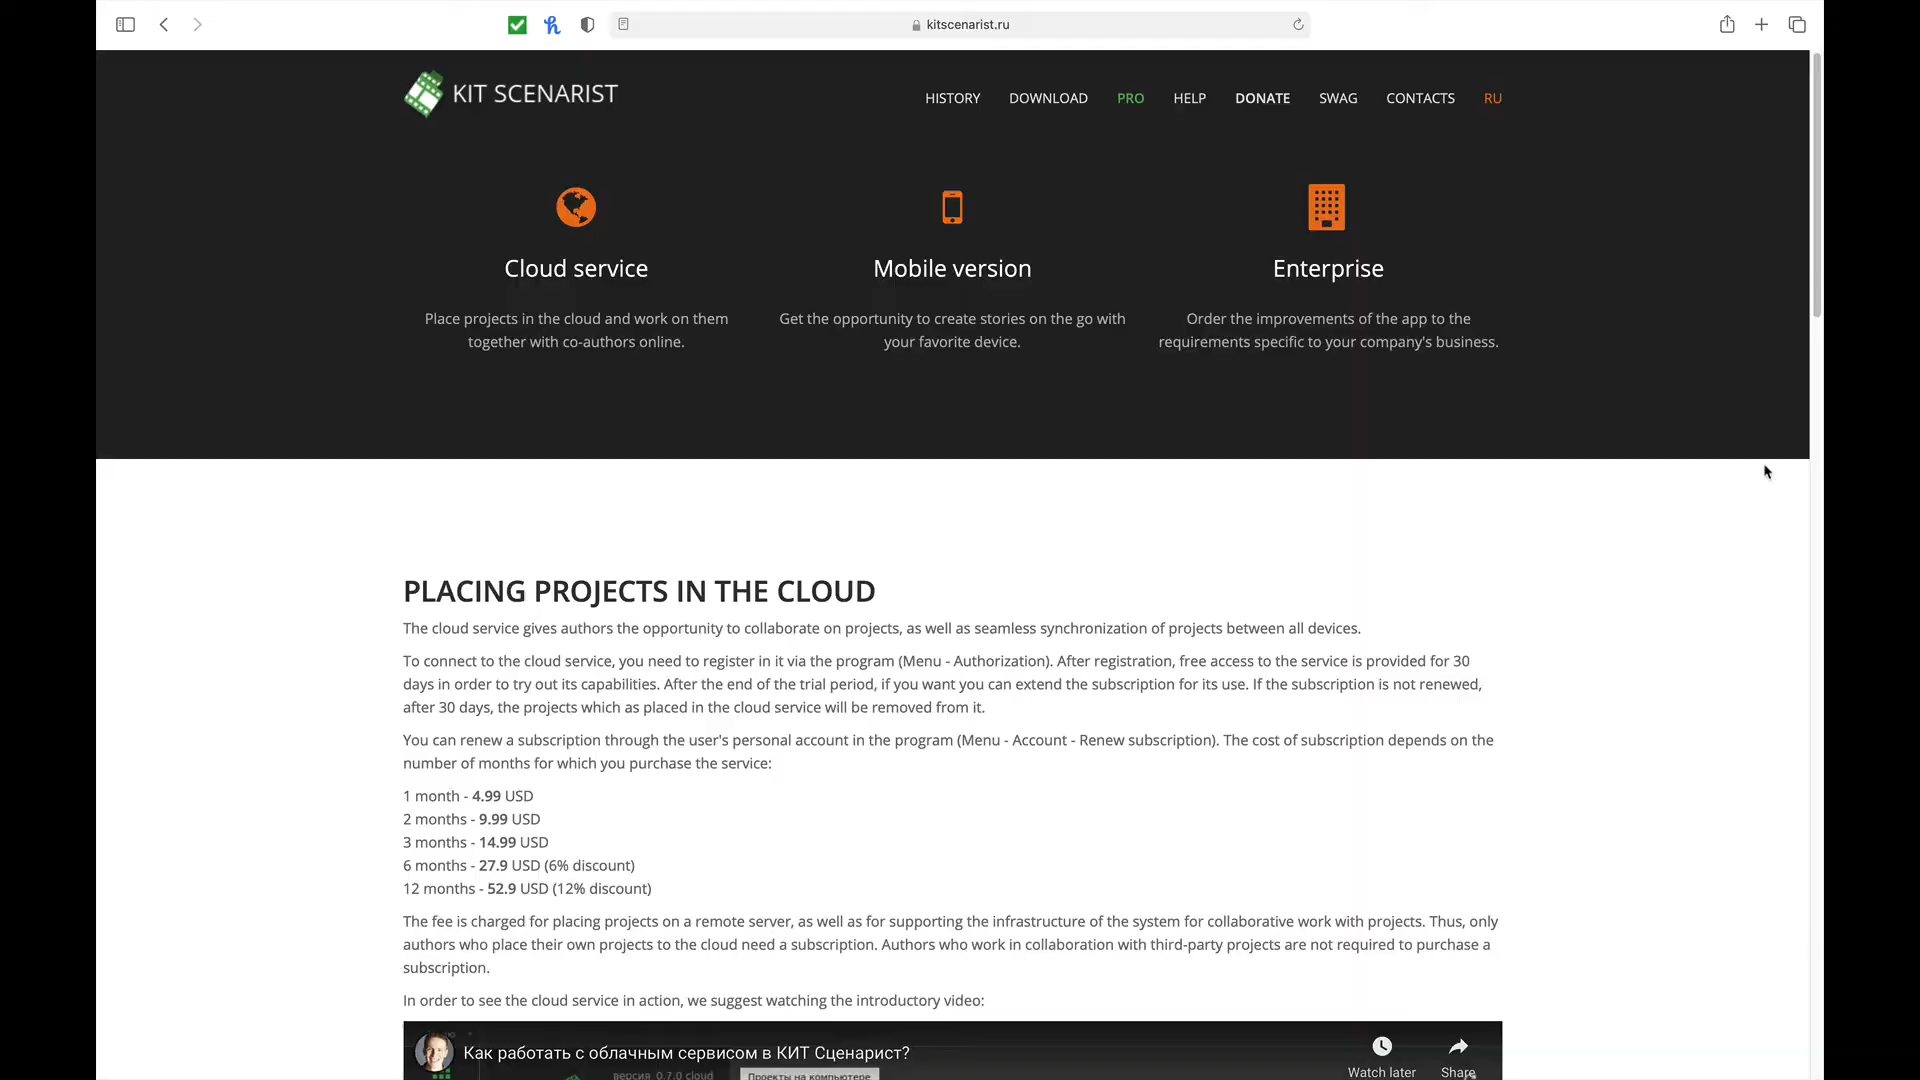 kitscenarist.ru
KIT SCENARIST
HISTORY DOWNLOAD PRO HELP DONATE SWAG CONTACTS RU
Cloud service
Place projects in the cloud and work on them
together with co-authors online.
Mobile version
Get the opportunity to create stories on the go with
your favorite device.
Enterprise
Order the improvements of the app to the
requirements specific to your company's business.
PLACING PROJECTS IN THE CLOUD
The cloud service gives authors the opportunity to collaborate on projects, as well as seamless synchronization of projects between all devices.
To connect to the cloud service, you need to register in it via the program (Menu - Authorization). After registration, free access to the service is provided for 30
days in order to try out its capabilities. After the end of the trial period, if you want you can extend the subscription for its use. If the subscription is not renewed,
after 30 days, the projects which as placed in the cloud service will be removed from it.
You can renew a subscription through the user's personal account in the program (Menu - Account - Renew subscription). The cost of subscription depends on the
number of months for which you purchase the service:
1 month - 4.99 USD
2 months - 9.99 USD
3 months - 14.99 USD
6 months - 27.9 USD (6% discount)
12 months - 52.9 USD (12% discount)
The fee is charged for placing projects on a remote server, as well as for supporting the infrastructure of the system for collaborative work with projects. Thus, only
authors who place their own projects to the cloud need a subscription. Authors who work in collaboration with third-party projects are not required to purchase a
subscription.
In order to see the cloud service in action, we suggest watching the introductory video:
Как работать с облачным сервисом в КИТ Сценарист?
Watch later Share
версия 0.7.0 cloud
Проекты на компьютере